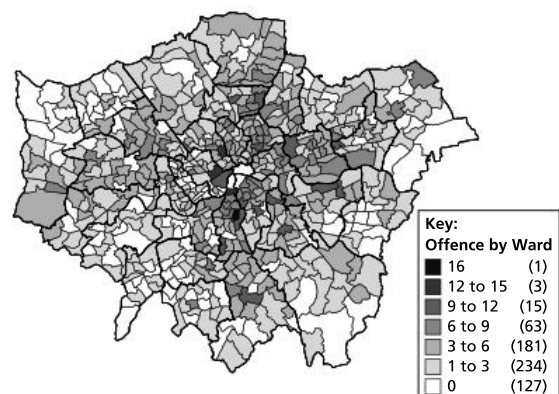 Key:
Offence by Ward
16 (1)
12 to 15 (3)
9 to 12 (15)
6 to 9 (63)
3 to 6 (181)
1 to 3 (234)
0 (127)